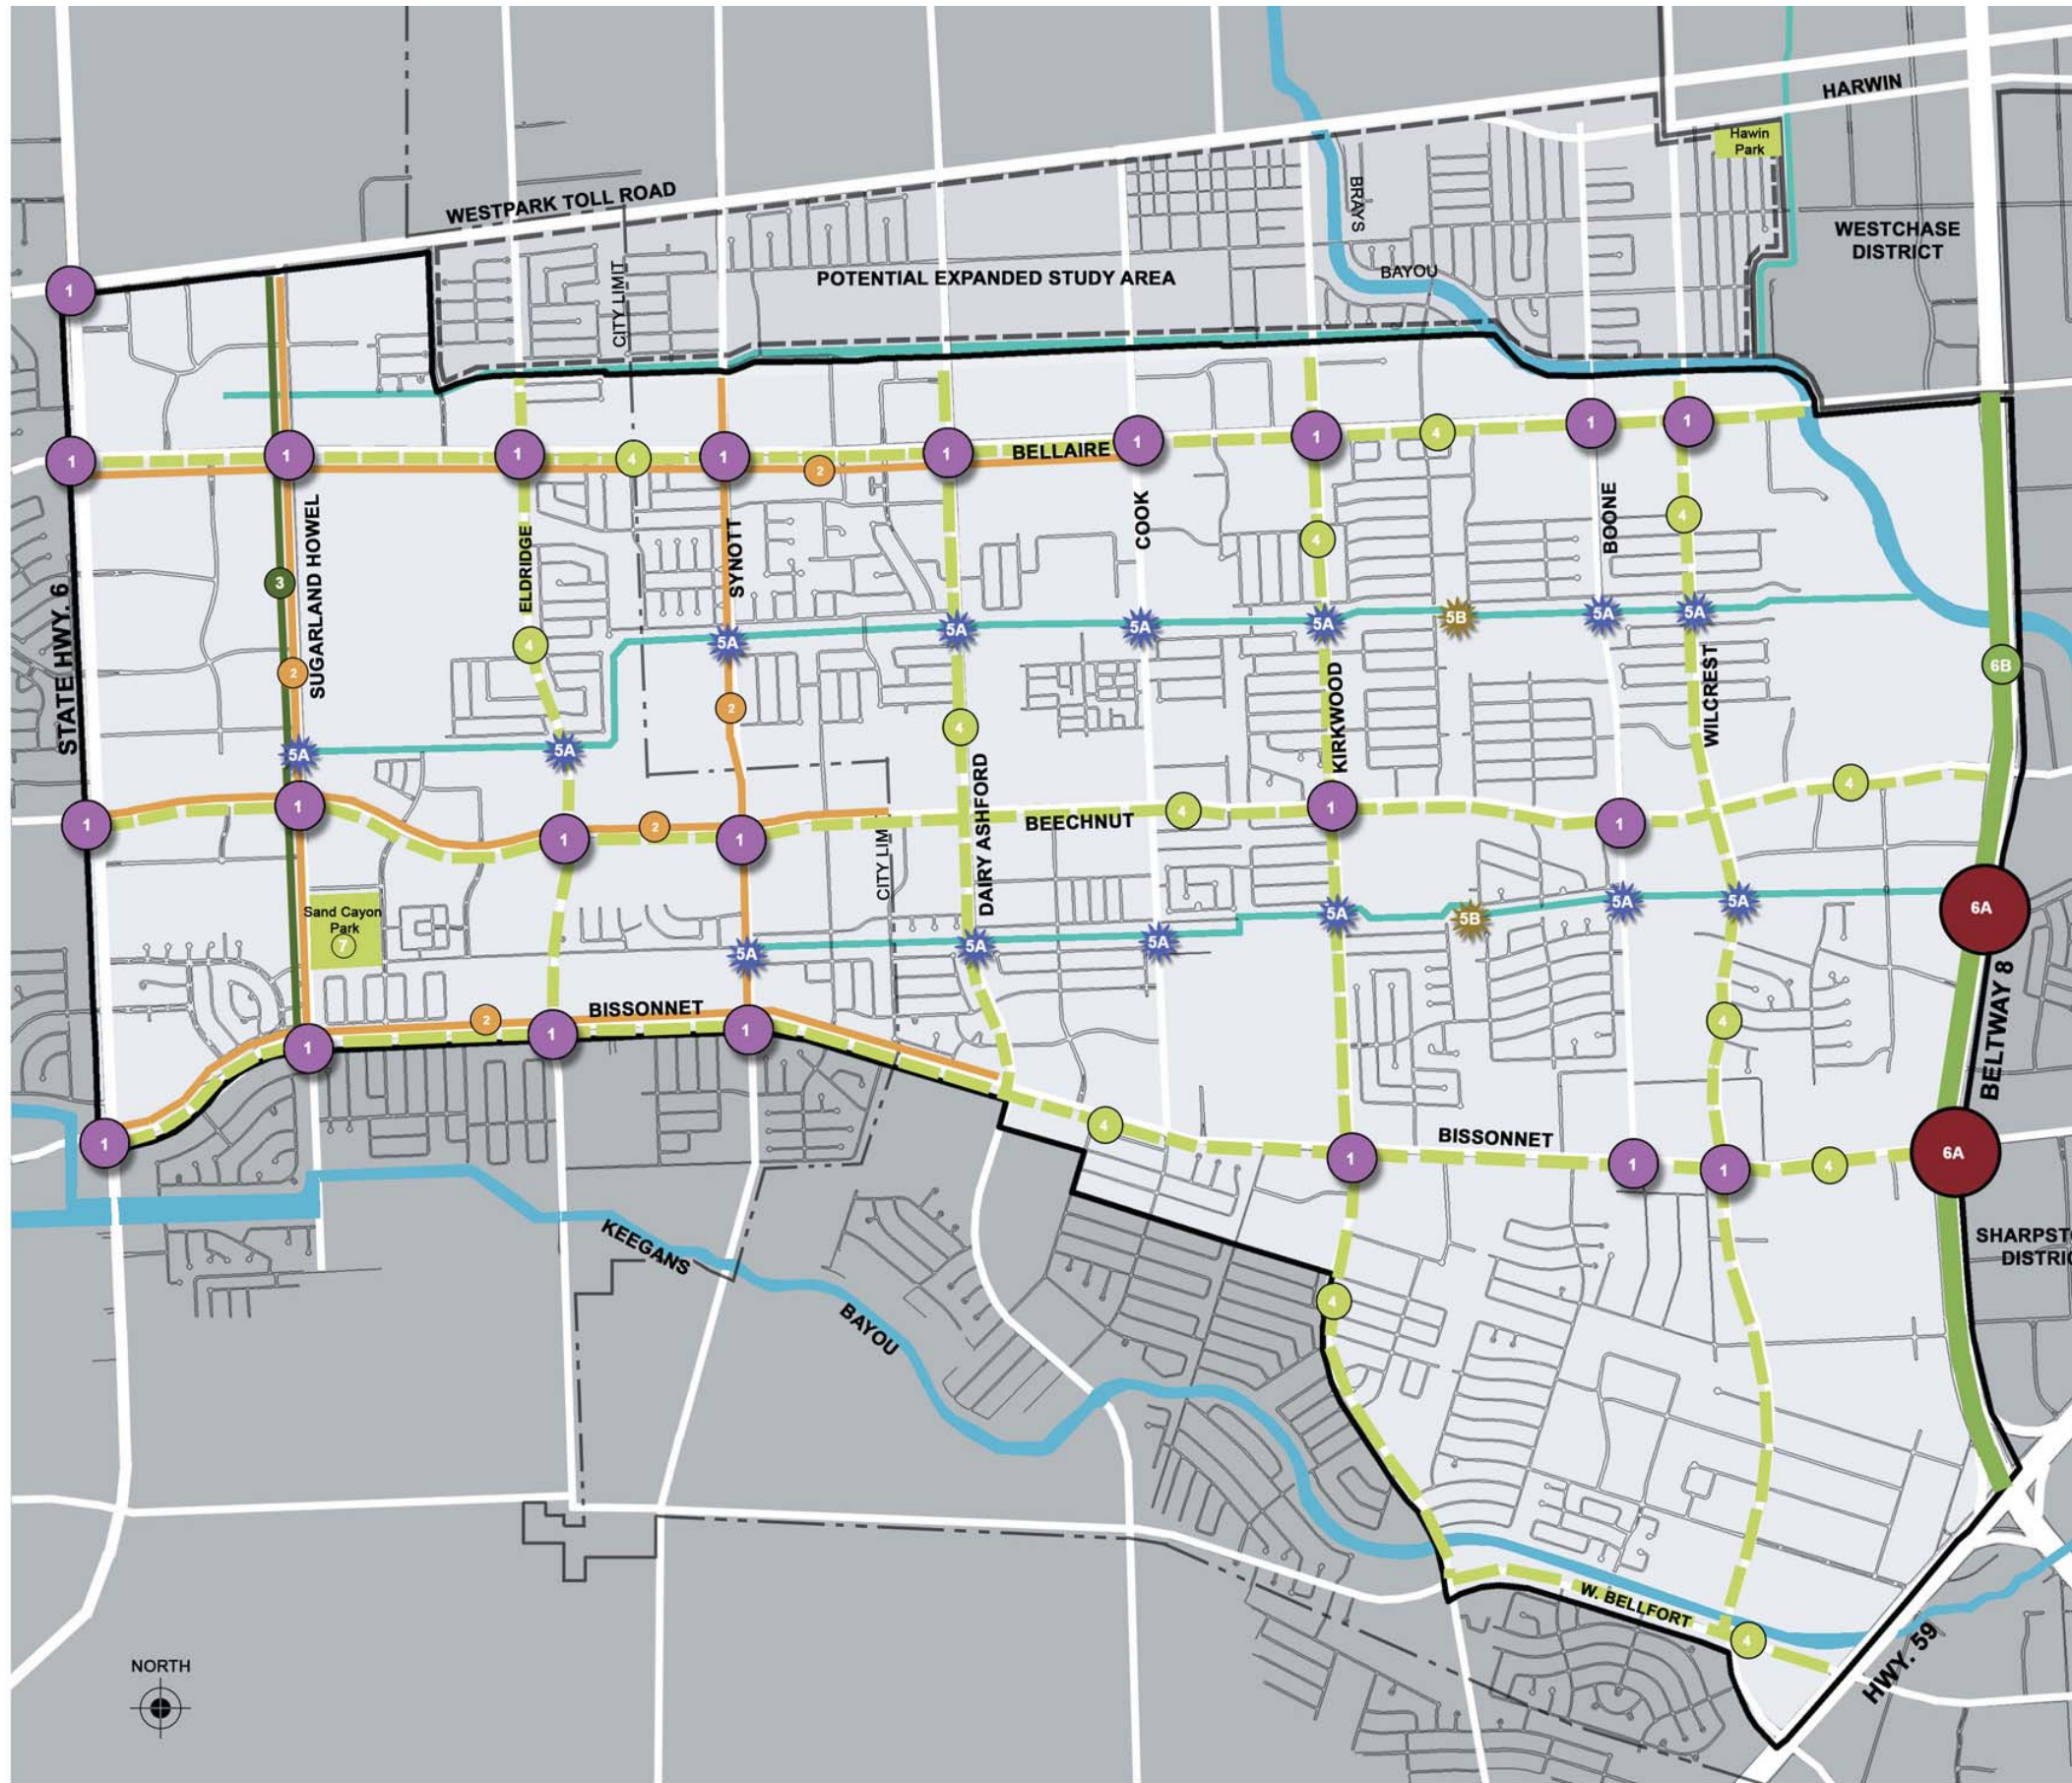 HARWIN
Hawin
Park
WESTPARK TOLL ROAD
BRAYS
WESTCHASE
DISTRICT
CITY LIMIT
POTENTIAL EXPANDED STUDY AREA
BAYOU
1
1
1
1
4
1
2
1
BELLAIRE
1
1
4
1
1
STATE HWY. 6
SUGARLAND HOWEL
ELDRIDGE
SYNOTT
COOK
BOONE
4
4
3
2
4
5A
5A
5A
5A
5B
5A
5A
2
4
KIRKWOOD
WILCREST
6B
5A
5A
DAIRY ASHFORD
4
1
1
1
2
1
CITY LIM
BEECHNUT
4
1
1
Sand Cayon
Park
7
5A
5A
5A
5A
5B
5A
5A
6A
BELTWAY 8
2
BISSONNET
4
1
1
1
1
4
BISSONNET
1
1
1
4
6A
KEEGANS
BAYOU
4
SHARPST
DISTRI
W. BELLFORT
4
HWY. 59
NORTH